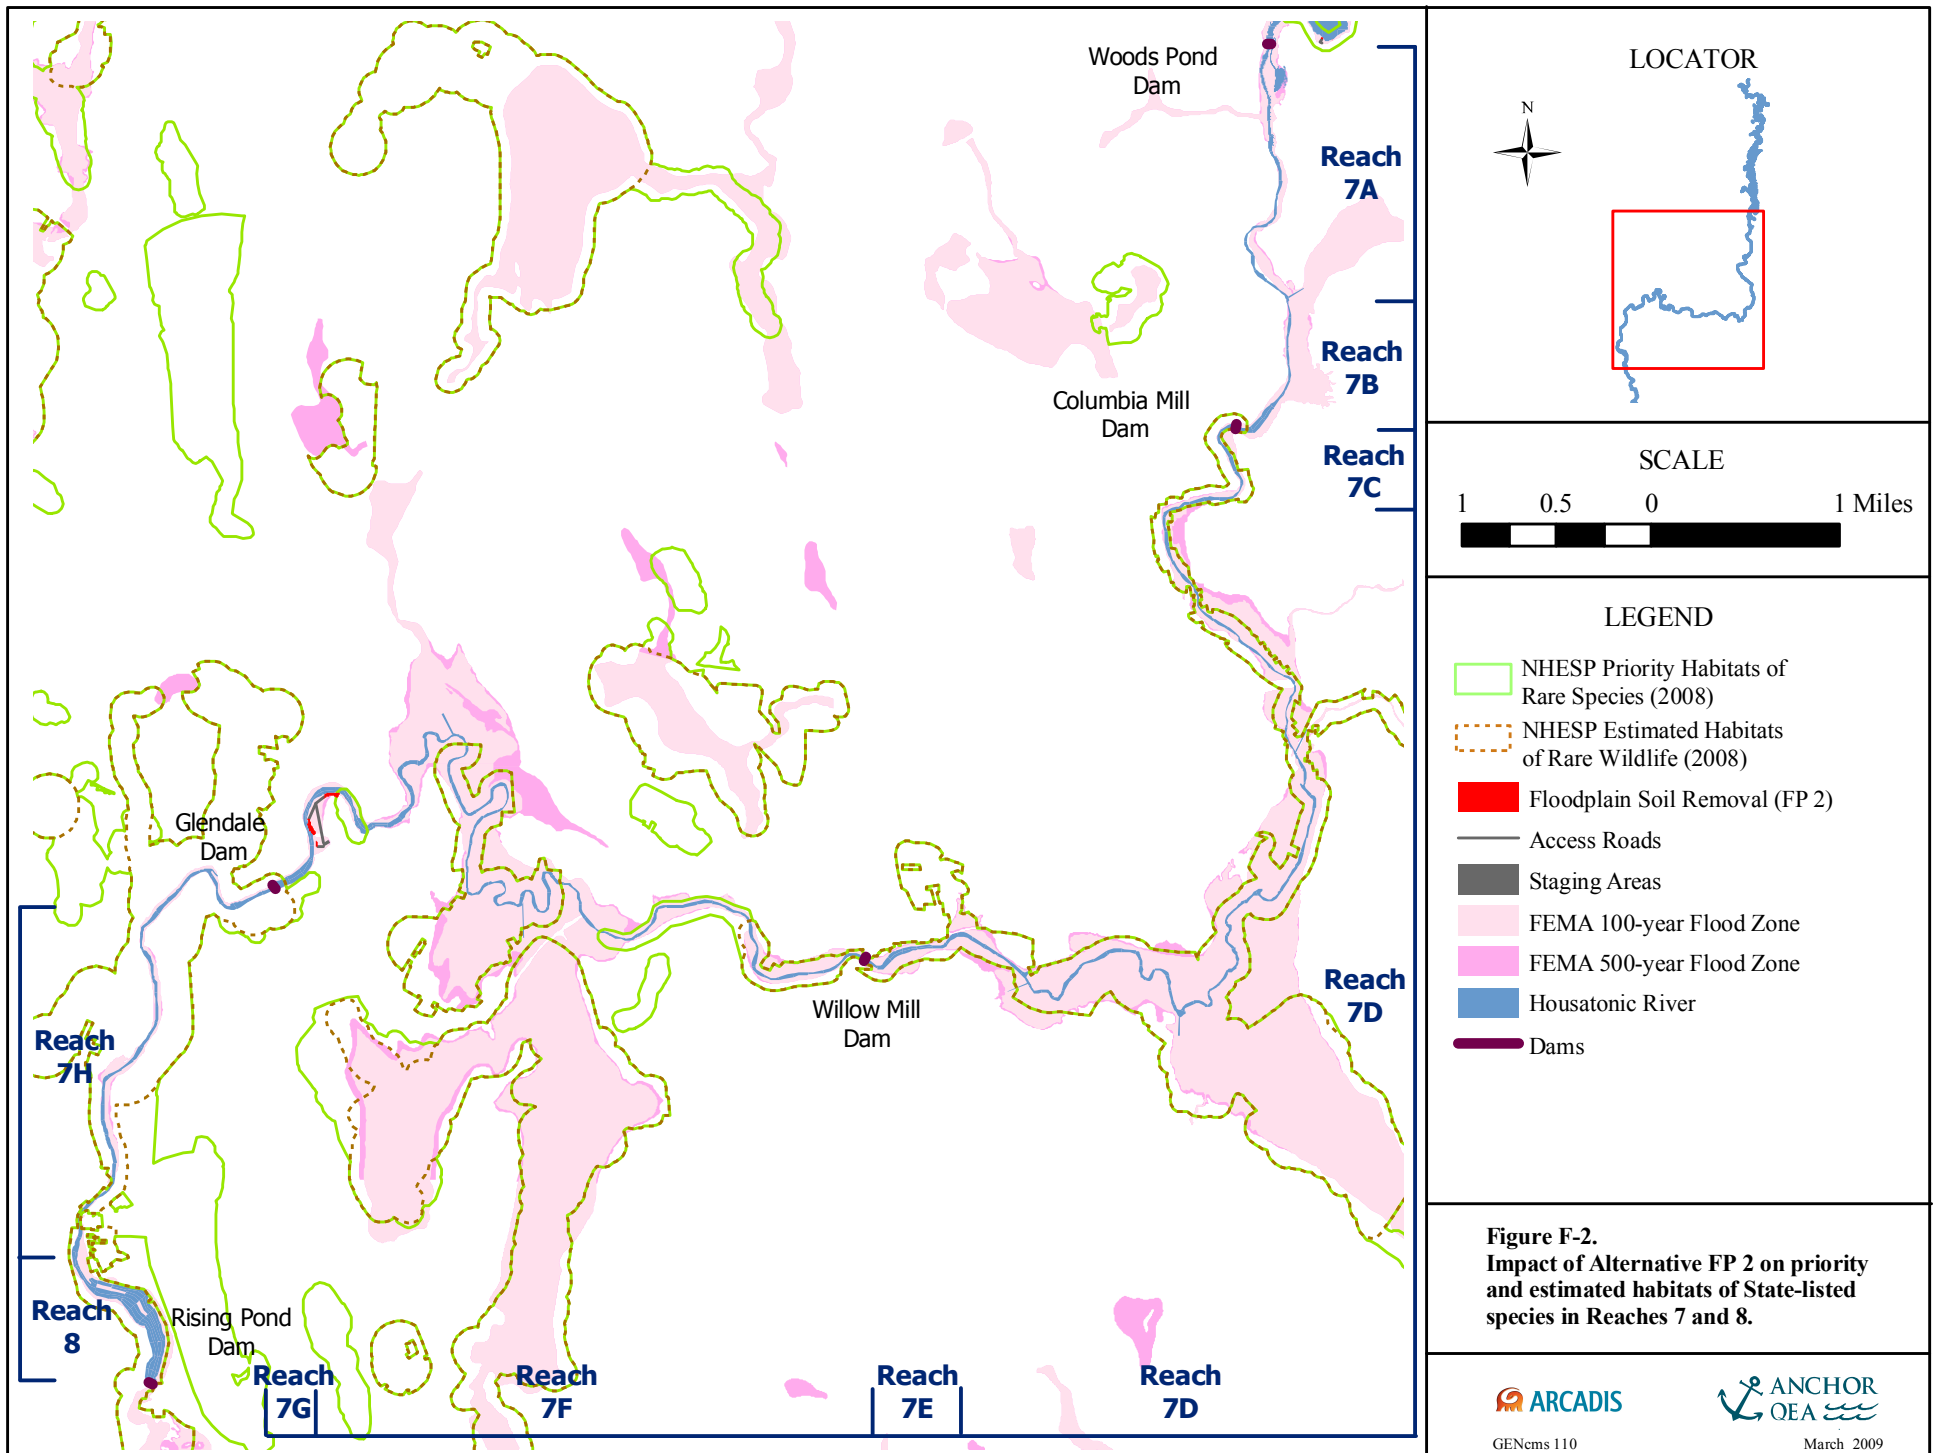 Woods Pond
Dam
Reach
7A
Reach
7B
Columbia Mill
Dam
Reach
7C
Glendale
Dam
Willow Mill
Dam
Reach
7D
Reach
7H
Reach
8
Rising Pond
Dam
Reach
7G
Reach
7F
Reach
7E
Reach
7D
LOCATOR
N
SCALE
1 0.5 0 1 Miles
LEGEND
NHESP Priority Habitats of
Rare Species (2008)
NHESP Estimated Habitats
of Rare Wildlife (2008)
Floodplain Soil Removal (FP 2)
Access Roads
Staging Areas
FEMA 100-year Flood Zone
FEMA 500-year Flood Zone
Housatonic River
Dams
Figure F-2.
Impact of Alternative FP 2 on priority
and estimated habitats of State-listed
species in Reaches 7 and 8.
ARCADIS
ANCHOR
QEA
GENcms 110
March 2009